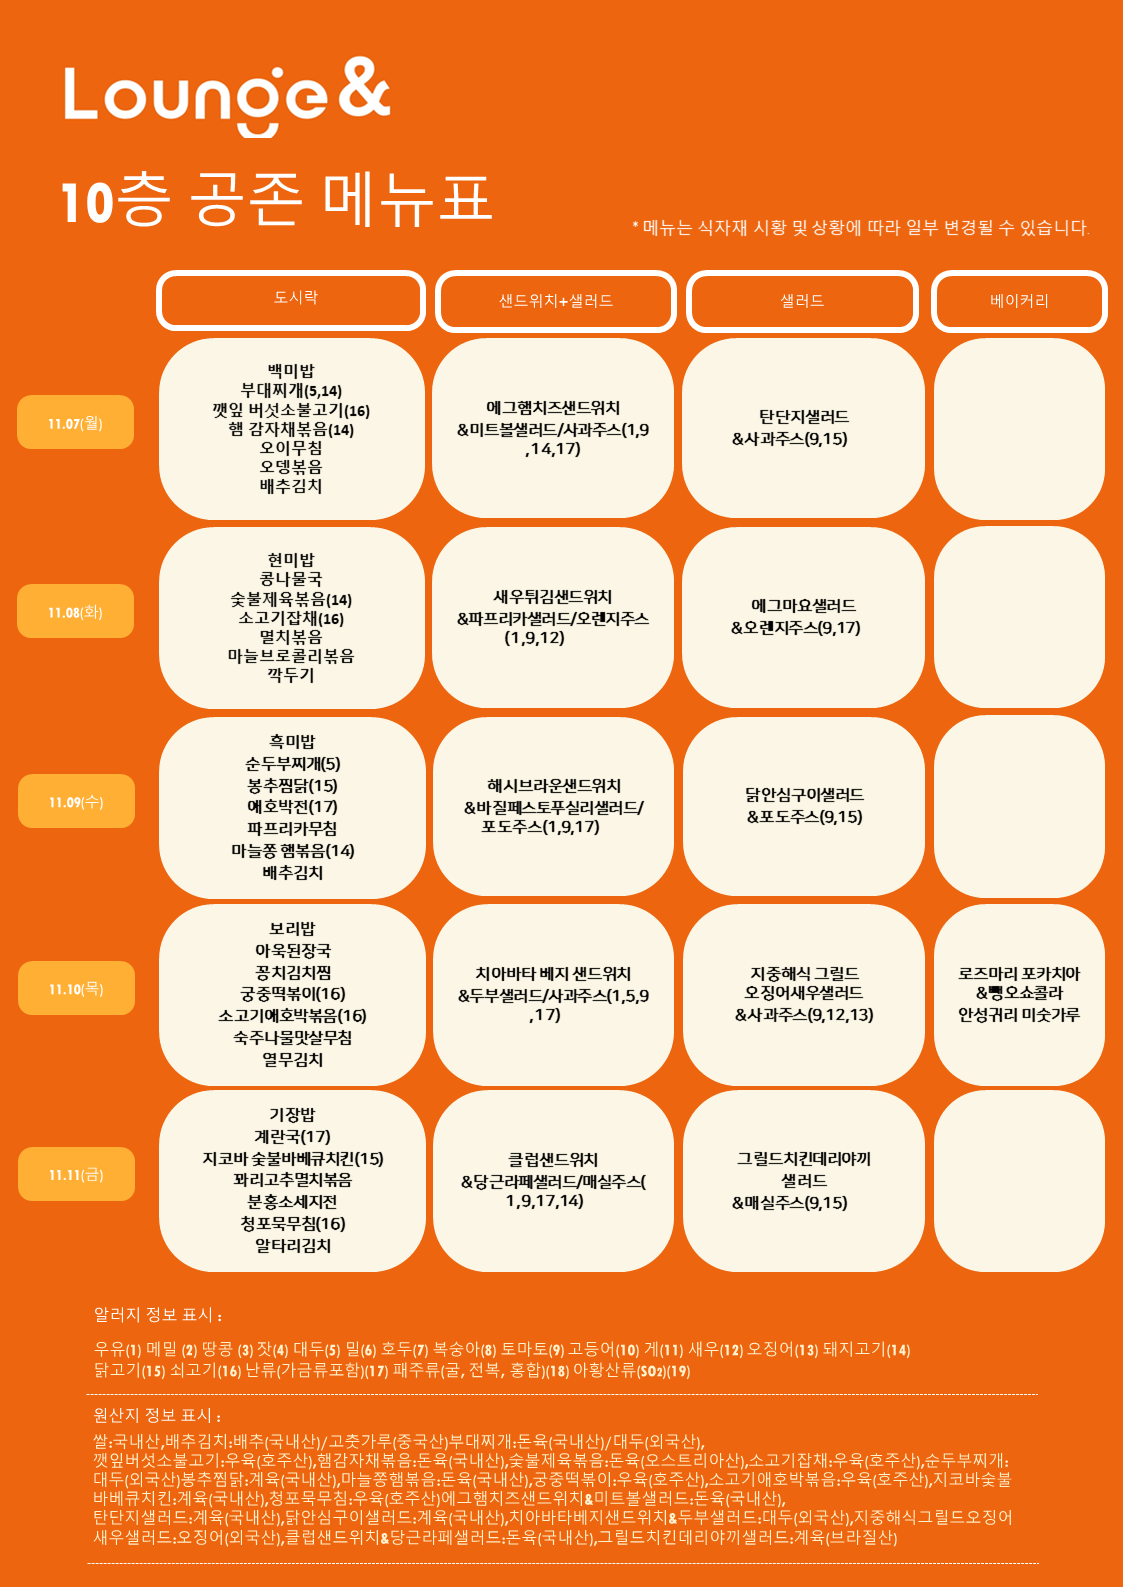 Lounge&
10층 공존 메뉴표
* 메뉴는 식자재 시황 및 상황에 따라 일부 변경될 수 있습니다.
도시락
샌드위치+샐러드
샐러드
베이커리
11.07(월)
백미밥
부대찌개(5,14)
깻잎 버섯소불고기(16)
햄 감자채볶음(14)
오이무침
오뎅볶음
배추김치
에그햄치즈샌드위치
&미트볼샐러드/사과주스(1,9
,14,17)
탄단지샐러드
&사과주스(9,15)
11.08(화)
현미밥
콩나물국
숯불제육볶음(14)
소고기잡채(16)
멸치볶음
마늘브로콜리볶음
깍두기
새우튀김샌드위치
&파프리카샐러드/오렌지주스
(1,9,12)
에그마요샐러드
&오렌지주스(9,17)
11.09(수)
흑미밥
순두부찌개(5)
봉추찜닭(15)
애호박전(17)
파프리카무침
마늘쫑 햄볶음(14)
배추김치
해시브라운샌드위치
&바질페스토푸실리샐러드/
포도주스(1,9,17)
닭안심구이샐러드
&포도주스(9,15)
11.10(목)
보리밥
아욱된장국
꽁치김치찜
궁중떡볶이(16)
소고기애호박볶음(16)
숙주나물맛살무침
열무김치
치아바타 베지 샌드위치
&두부샐러드/사과주스(1,5,9
,17)
지중해식 그릴드
오징어새우샐러드
&사과주스(9,12,13)
로즈마리 포카치아
&뺑오쇼콜라
안성귀리 미숫가루
11.11(금)
기장밥
계란국(17)
지코바 숯불바베큐치킨(15)
꽈리고추멸치볶음
분홍소세지전
청포묵무침(16)
알타리김치
클럽샌드위치
&당근라페샐러드/매실주스(
1,9,17,14)
그릴드치킨데리야끼
샐러드
&매실주스(9,15)
알러지 정보 표시 :
우유(1) 메밀 (2) 땅콩 (3) 잣(4) 대두(5) 밀(6) 호두(7) 복숭아(8) 토마토(9) 고등어(10) 게(11) 새우(12) 오징어(13) 돼지고기(14)
닭고기(15) 쇠고기(16) 난류(가금류포함)(17) 패주류(굴, 전복, 홍합)(18) 아황산류(SO₂)(19)
원산지 정보 표시 :
쌀:국내산,배추김치:배추(국내산)/고춧가루(중국산)부대찌개:돈육(국내산)/대두(외국산),
깻잎버섯소불고기:우육(호주산),햄감자채볶음:돈육(국내산),숯불제육볶음:돈육(오스트리아산),소고기잡채:우육(호주산),순두부찌개:
대두(외국산)봉추찜닭:계육(국내산),마늘쫑햄볶음:돈육(국내산),궁중떡볶이:우육(호주산),소고기애호박볶음:우육(호주산),지코바숯불
바베큐치킨:계육(국내산),청포묵무침:우육(호주산)에그햄치즈샌드위치&미트볼샐러드:돈육(국내산),
탄단지샐러드:계육(국내산),닭안심구이샐러드:계육(국내산),치아바타베지샌드위치&두부샐러드:대두(외국산),지중해식그릴드오징어
새우샐러드:오징어(외국산),클럽샌드위치&당근라페샐러드:돈육(국내산),그릴드치킨데리야끼샐러드:계육(브라질산)